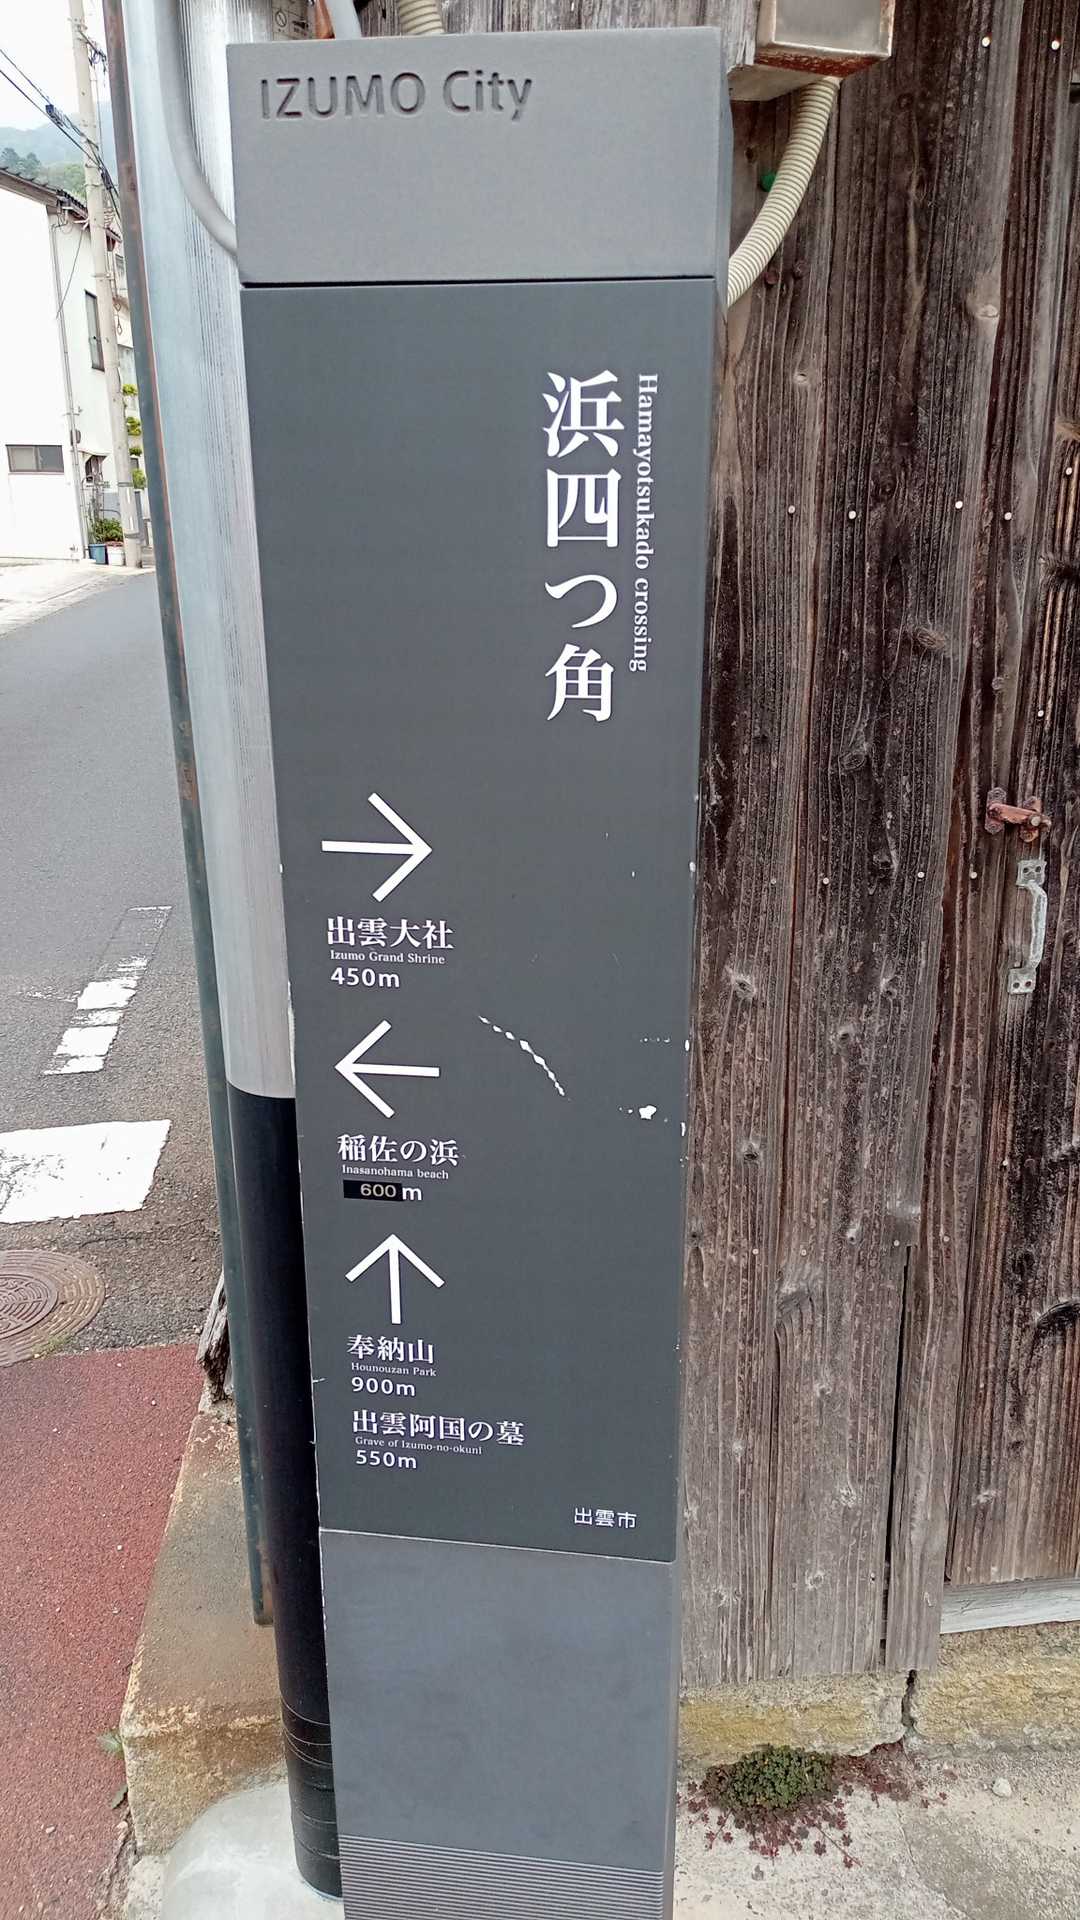 IZUMO City
浜四つ角
Hamayotsukado crossing
出雲大社
Izumo Grand Shrine
450m
稲佐の浜
Inasanohama beach
600m
奉納山
Hounouzan Park
900m
出雲阿国の墓
Grave of Izumo-no-okuni
550m
出雲市